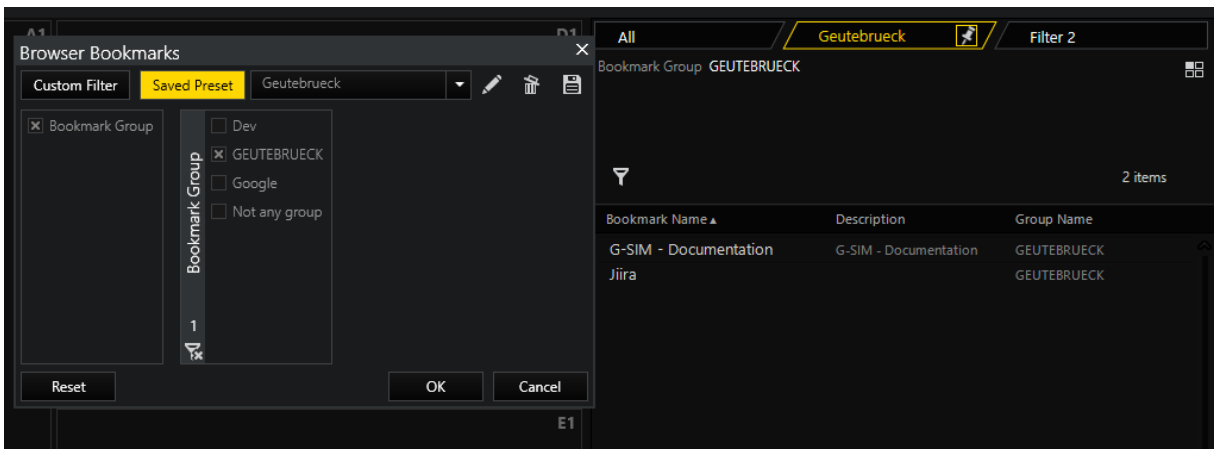 A1
D1
Browser Bookmarks
Custom Filter
Saved Preset
Geutebrueck
Bookmark Group
Bookmark Group
1
Dev
GEUTEBRUECK
Google
Not any group
Reset
OK
Cancel
E1
All
Geutebrueck
Filter 2
Bookmark Group GEUTEBRUECK
2 items
Bookmark Name Description Group Name
G-SIM - Documentation G-SIM - Documentation GEUTEBRUECK
Jiira GEUTEBRUECK